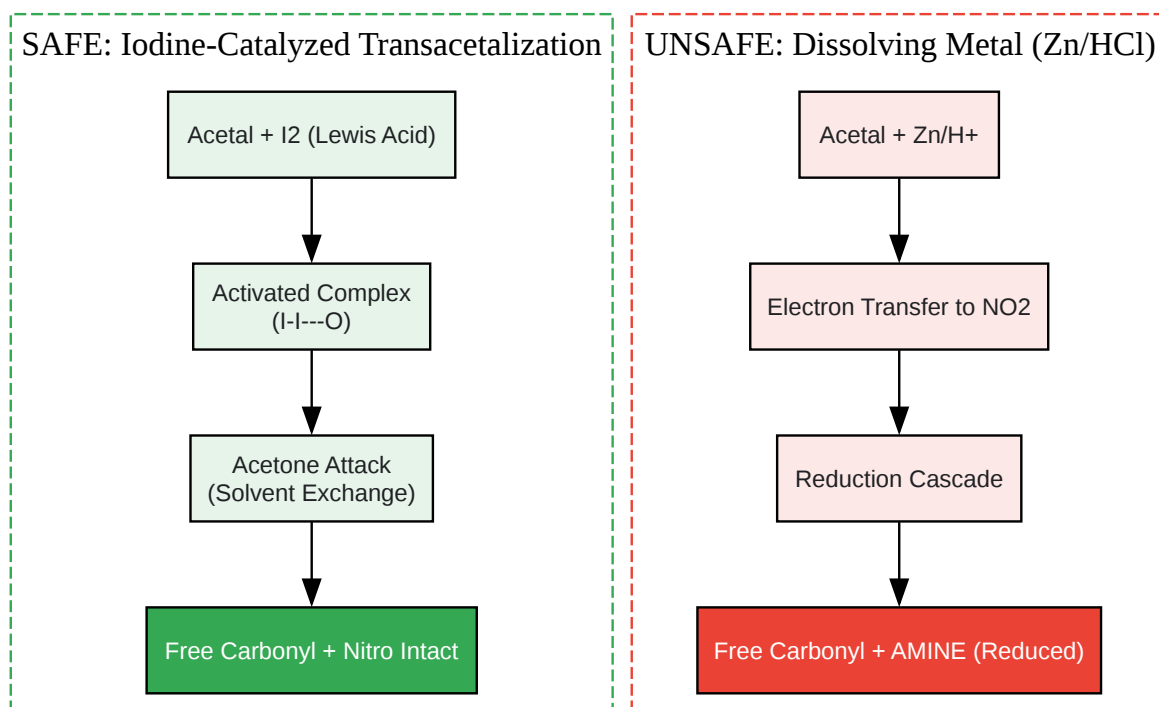 SAFE: Iodine-Catalyzed Transacetalization
Acetal + I2 (Lewis Acid)
Activated Complex
(I-I---O)
Acetone Attack
(Solvent Exchange)
Free Carbonyl + Nitro Intact
UNSAFE: Dissolving Metal (Zn/HCl)
Acetal + Zn/H+
Electron Transfer to NO2
Reduction Cascade
Free Carbonyl + AMINE (Reduced)